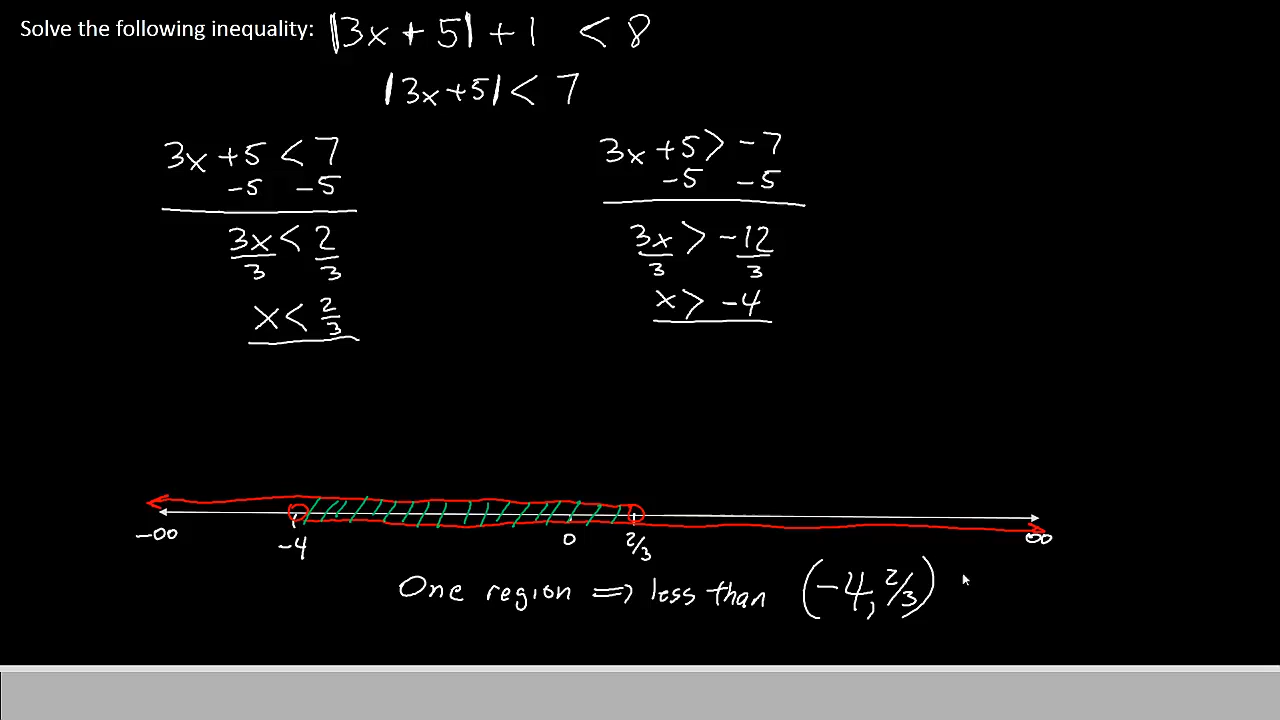 Solve the following inequality: |3x + 5| + 1 < 8
|3x+5| < 7
3x + 5 < 7
-5 -5
3x < 2
3 3
x < 2/3
3x + 5 > -7
-5 -5
3x > -12
3 3
x > -4
-∞ -4 0 2/3 ∞
One region => less than (-4, 2/3)